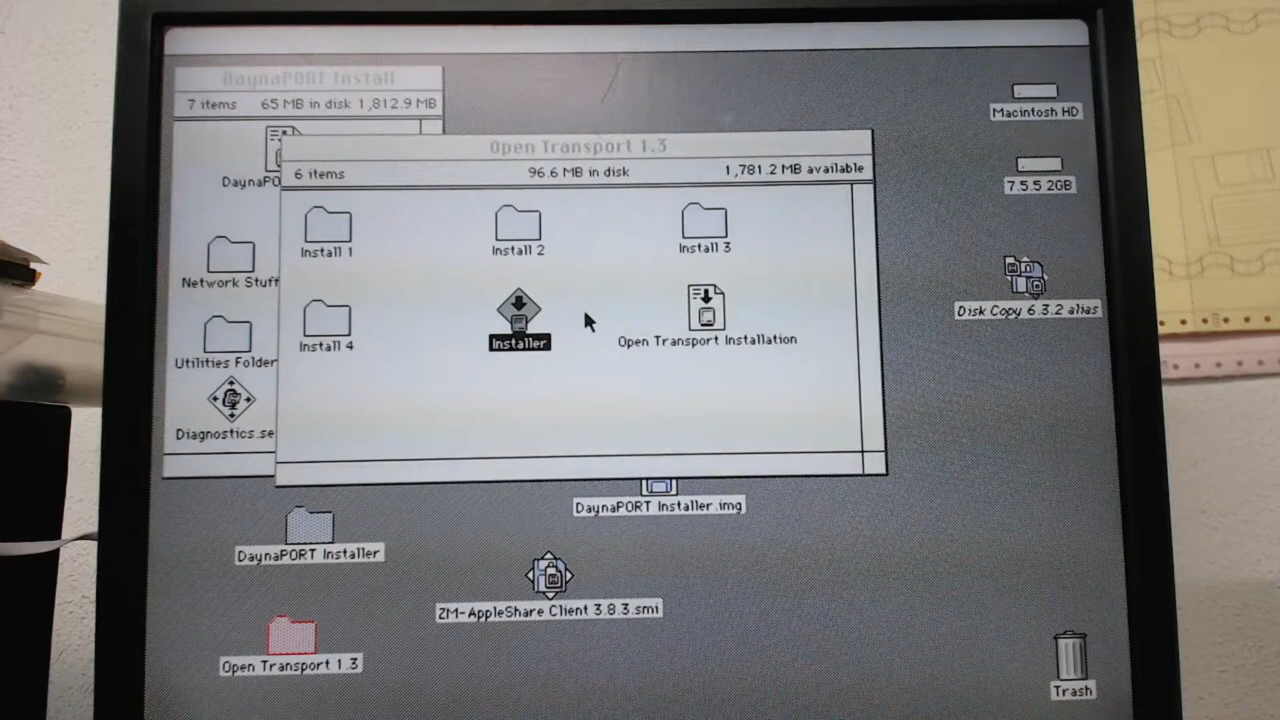 DaynaPORT Install
7 items 65 MB in disk 1,812.9 MB
DaynaPO
Network Stuff
Utilities Folder
Diagnostics.se
Open Transport 1.3
6 items 96.6 MB in disk 1,781.2 MB available
Install 1 Install 2 Install 3
Install 4 Installer Open Transport Installation
Macintosh HD
7.5.5 2GB
Disk Copy 6.3.2 alias
DaynaPORT Installer.img
DaynaPORT Installer
ZM-AppleShare Client 3.8.3.smi
Open Transport 1.3
Trash